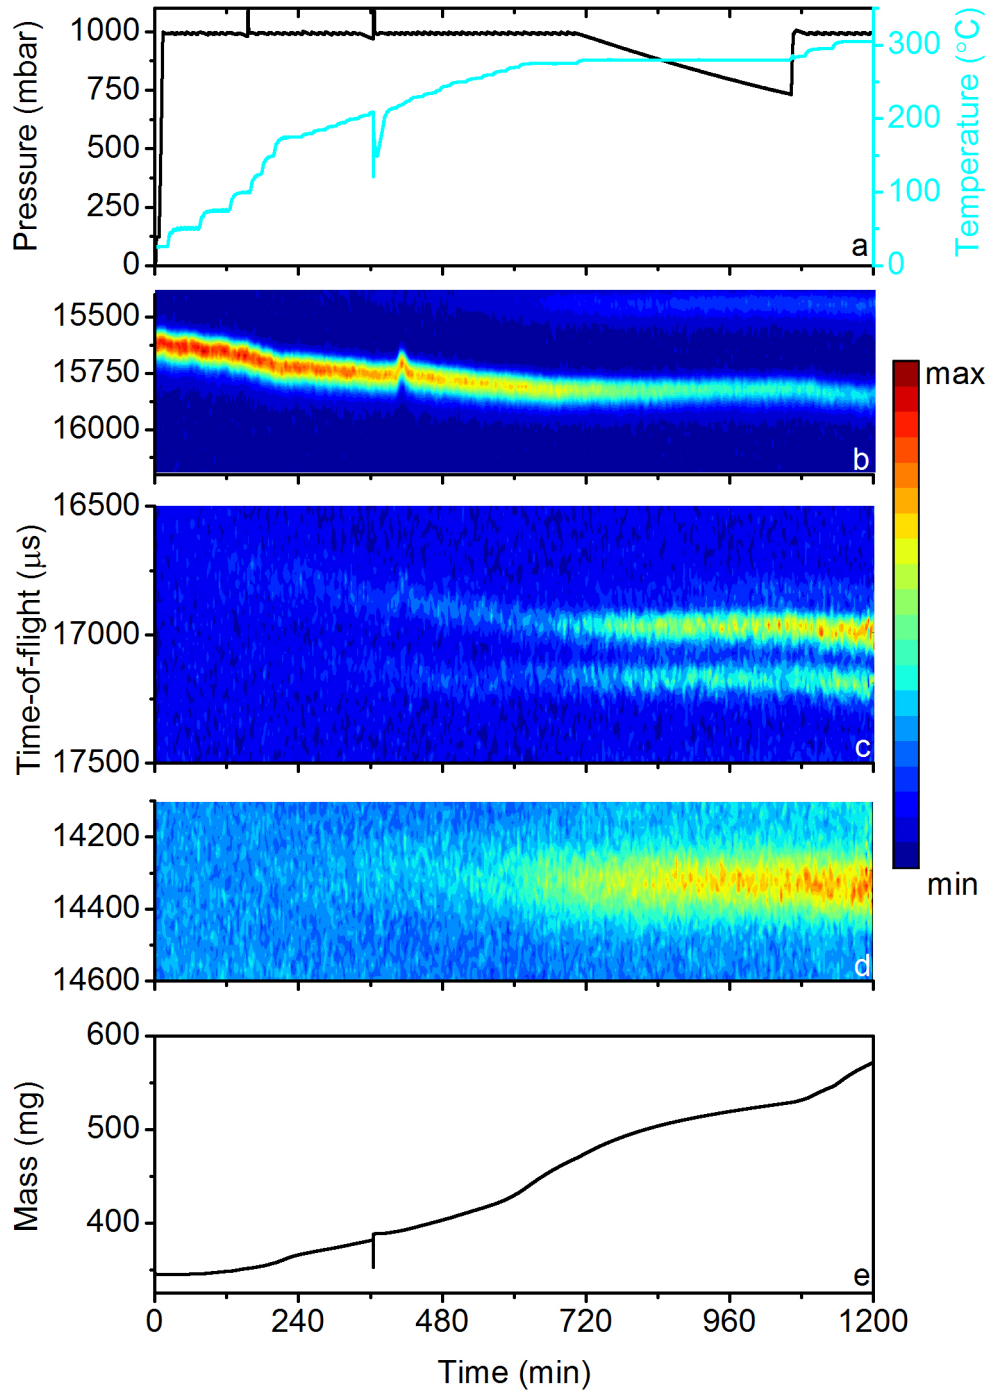 Pressure (mbar)
1000
750
500
250
0
300
200
100
0
Temperature (°C)
a
15500
15750
16000
b
max
min
Time-of-flight (μs)
16500
17000
17500
c
14200
14400
14600
d
Mass (mg)
600
500
400
e
0 240 480 720 960 1200
Time (min)